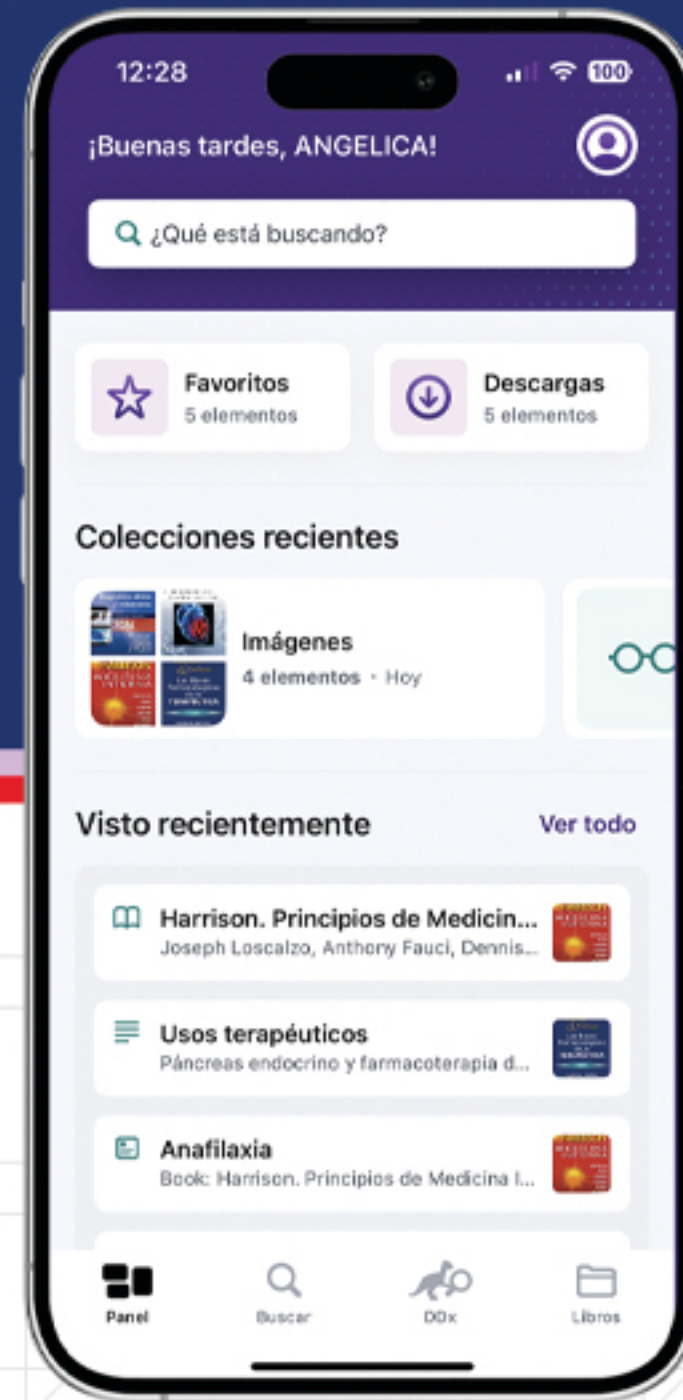 12:28
100
¡Buenas tardes, ANGELICA!
¿Qué está buscando?
Favoritos
5 elementos
Descargas
5 elementos
Colecciones recientes
Imágenes
4 elementos • Hoy
Visto recientemente
Ver todo
Harrison. Principios de Medicin...
Joseph Loscalzo, Anthony Fauci, Dennis...
Usos terapéuticos
Páncreas endocrino y farmacoterapia d...
Anafilaxia
Book: Harrison. Principios de Medicina I...
Panel
Buscar
DDx
Libros